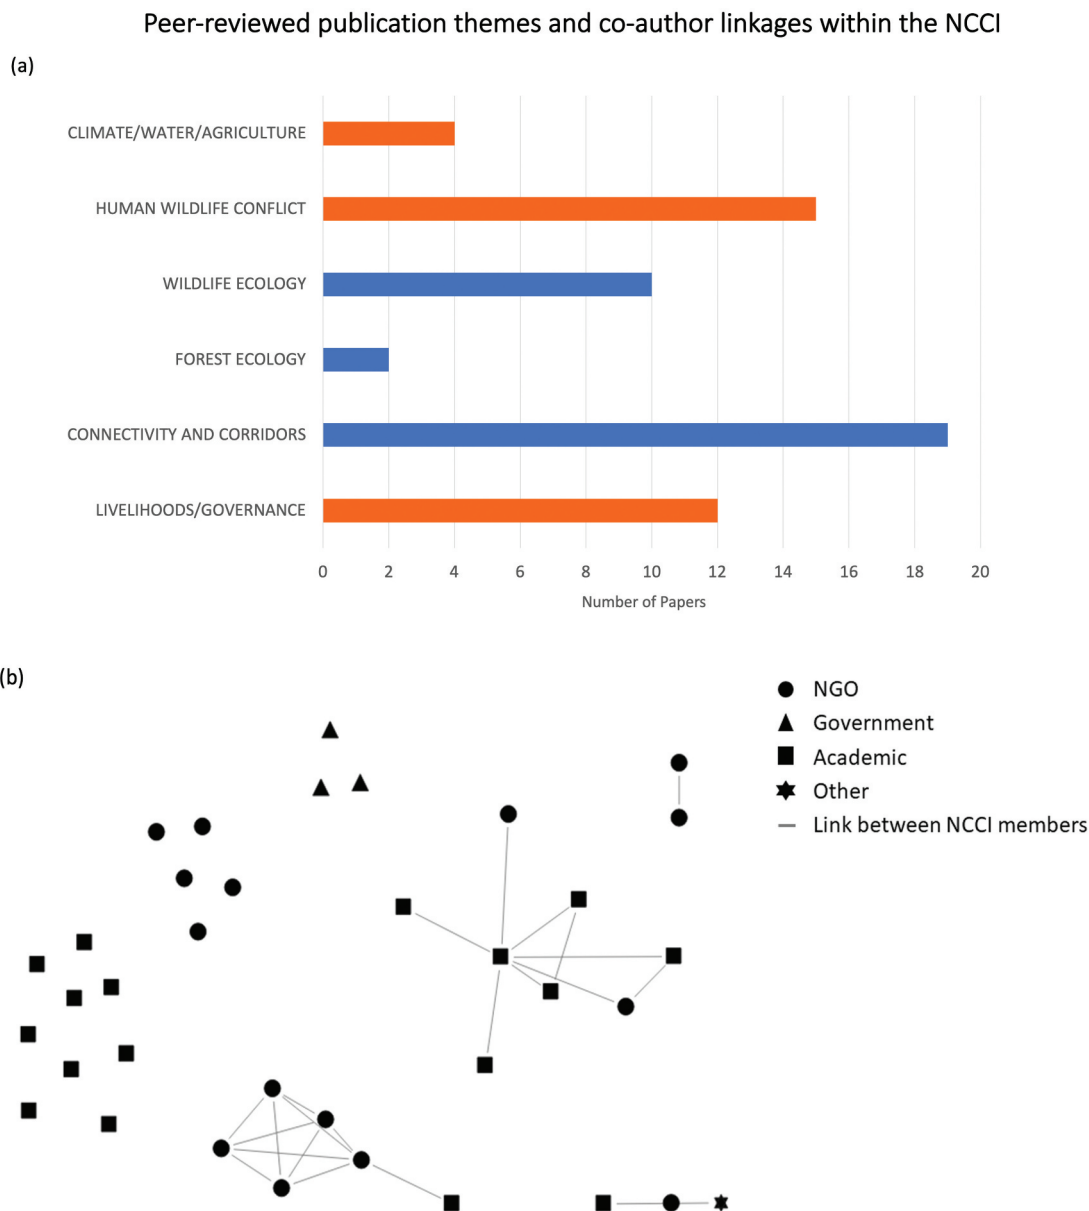 Peer-reviewed publication themes and co-author linkages within the NCCI
(a)
CLIMATE/WATER/AGRICULTURE
HUMAN WILDLIFE CONFLICT
WILDLIFE ECOLOGY
FOREST ECOLOGY
CONNECTIVITY AND CORRIDORS
LIVELIHOODS/GOVERNANCE
0 2 4 6 8 10 12 14 16 18 20
Number of Papers
(b)
NGO
Government
Academic
Other
Link between NCCI members